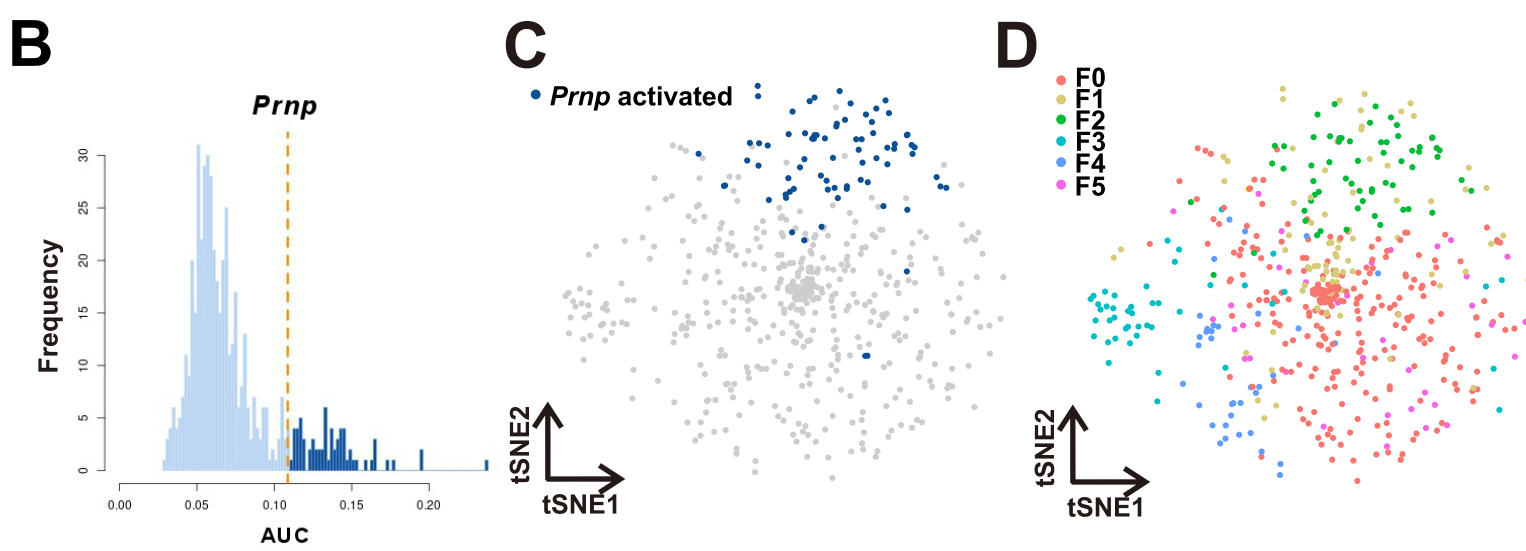 B
Prnp
Frequency
30
25
20
15
10
5
0
0.00 0.05 0.10 0.15 0.20
AUC
C
Prnp activated
tSNE2
tSNE1
D
F0
F1
F2
F3
F4
F5
tSNE2
tSNE1